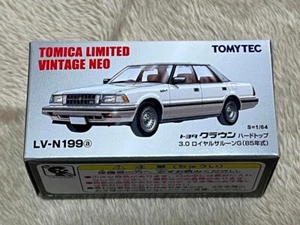 TOMICA LIMITED
VINTAGE NEO
TOMYTEC
S=1/64
トヨタ クラウン ハードトップ
3.0 ロイヤルサルーンG(85年式)
LV-N199ⓐ